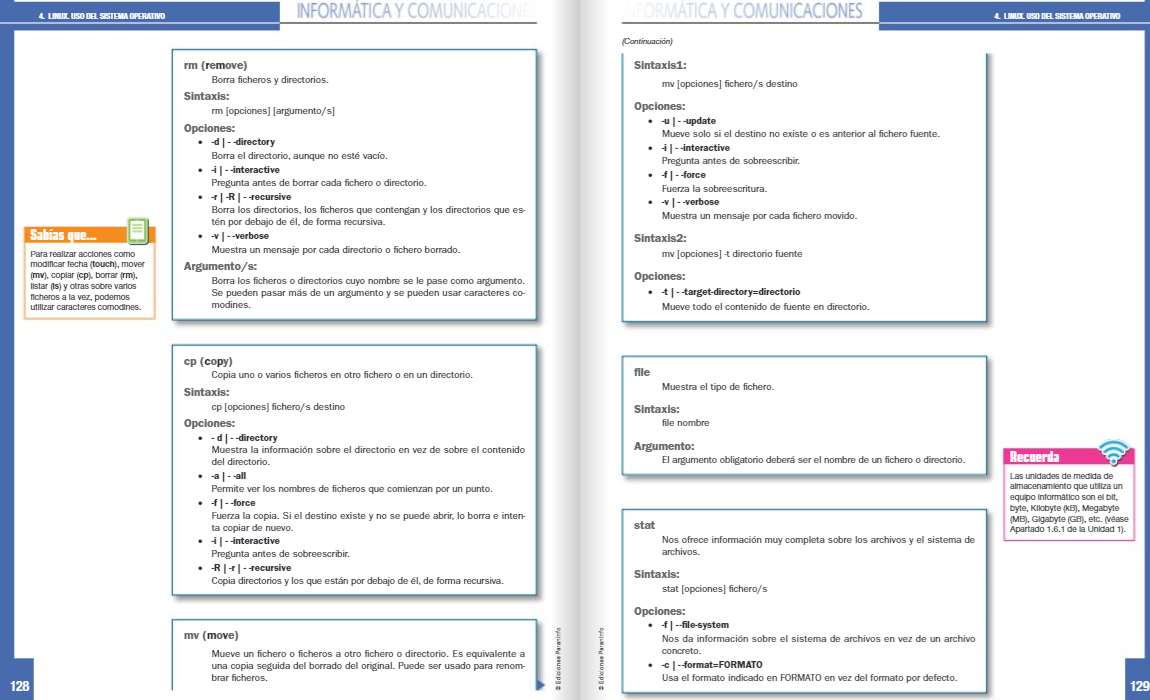 4. LINUX. USO DEL SISTEMA OPERATIVO
INFORMÁTICA Y COMUNICACIONES
rm (remove)
Borra ficheros y directorios.
Sintaxis:
rm [opciones] [argumento/s]
Opciones:
• -d | - -directory
Borra el directorio, aunque no esté vacío.
• -i | - -interactive
Pregunta antes de borrar cada fichero o directorio.
• -r | -R | - -recursive
Borra los directorios, los ficheros que contengan y los directorios que es-
tén por debajo de él, de forma recursiva.
• -v | - -verbose
Muestra un mensaje por cada directorio o fichero borrado.
Argumento/s:
Borra los ficheros o directorios cuyo nombre se le pase como argumento.
Se pueden pasar más de un argumento y se pueden usar caracteres co-
modines.
Sabías que...
Para realizar acciones como
modificar fecha (touch), mover
(mv), copiar (cp), borrar (rm),
listar (ls) y otras sobre varios
ficheros a la vez, podemos
utilizar caracteres comodines.
cp (copy)
Copia uno o varios ficheros en otro fichero o en un directorio.
Sintaxis:
cp [opciones] fichero/s destino
Opciones:
• - d | - -directory
Muestra la información sobre el directorio en vez de sobre el contenido
del directorio.
• -a | - -all
Permite ver los nombres de ficheros que comienzan por un punto.
• -f | - -force
Fuerza la copia. Si el destino existe y no se puede abrir, lo borra e inten-
ta copiar de nuevo.
• -i | - -interactive
Pregunta antes de sobreescribir.
• -R | -r | - -recursive
Copia directorios y los que están por debajo de él, de forma recursiva.
mv (move)
Mueve un fichero o ficheros a otro fichero o directorio. Es equivalente a
una copia seguida del borrado del original. Puede ser usado para renom-
brar ficheros.
© Ediciones Paraninfo
128
INFORMÁTICA Y COMUNICACIONES
4. LINUX. USO DEL SISTEMA OPERATIVO
(Continuación)
Sintaxis1:
mv [opciones] fichero/s destino
Opciones:
• -u | - -update
Mueve solo si el destino no existe o es anterior al fichero fuente.
• -i | - -interactive
Pregunta antes de sobreescribir.
• -f | - -force
Fuerza la sobreescritura.
• -v | - -verbose
Muestra un mensaje por cada fichero movido.
Sintaxis2:
mv [opciones] -t directorio fuente
Opciones:
• -t | - -target-directory=directorio
Mueve todo el contenido de fuente en directorio.
file
Muestra el tipo de fichero.
Sintaxis:
file nombre
Argumento:
El argumento obligatorio deberá ser el nombre de un fichero o directorio.
Recuerda
Las unidades de medida de
almacenamiento que utiliza un
equipo informático son el bit,
byte, Kilobyte (kB), Megabyte
(MB), Gigabyte (GB), etc. (véase
Apartado 1.6.1 de la Unidad 1).
stat
Nos ofrece información muy completa sobre los archivos y el sistema de
archivos.
Sintaxis:
stat [opciones] fichero/s
Opciones:
• -f | --file-system
Nos da información sobre el sistema de archivos en vez de un archivo
concreto.
• -c | --format=FORMATO
Usa el formato indicado en FORMATO en vez del formato por defecto.
© Ediciones Paraninfo
129